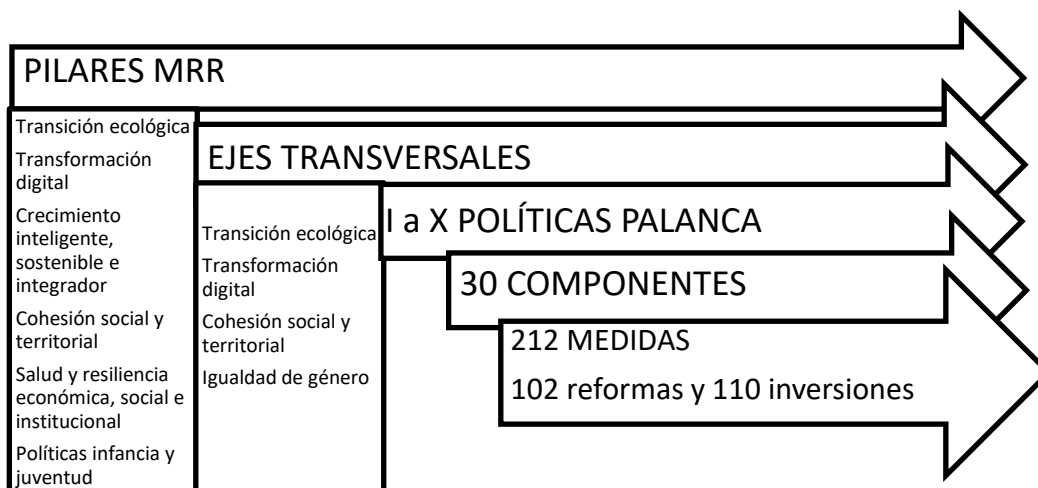 PILARES MRR
Transición ecológica
Transformación
digital
Crecimiento
inteligente,
sostenible e
integrador
Cohesión social y
territorial
Salud y resiliencia
económica, social e
institucional
Políticas infancia y
juventud
EJES TRANSVERSALES
Transición ecológica
Transformación
digital
Cohesión social y
territorial
Igualdad de género
I a X POLÍTICAS PALANCA
30 COMPONENTES
212 MEDIDAS
102 reformas y 110 inversiones